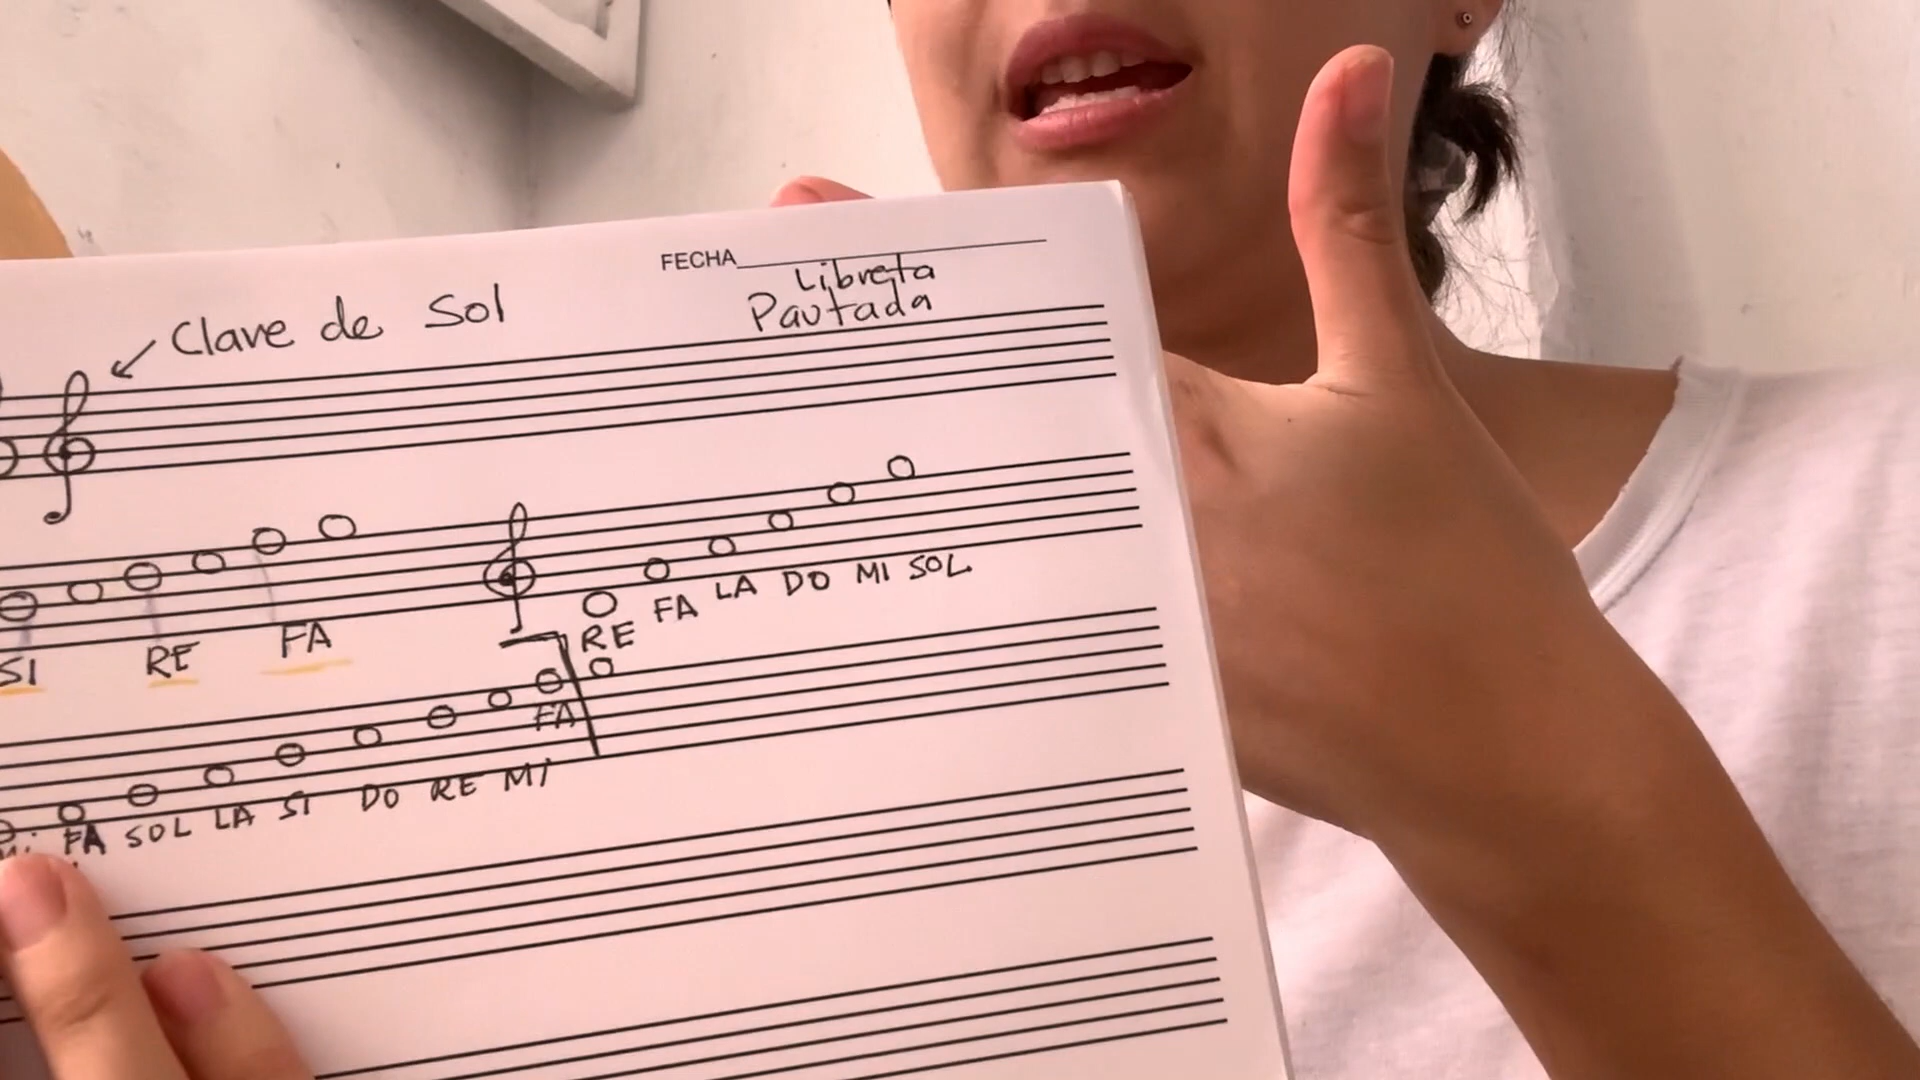 FECHA
Libreta
Pautada
Clave de Sol
SI RE FA
RE FA LA DO MI SOL
FA SOL LA SI DO RE MI FA